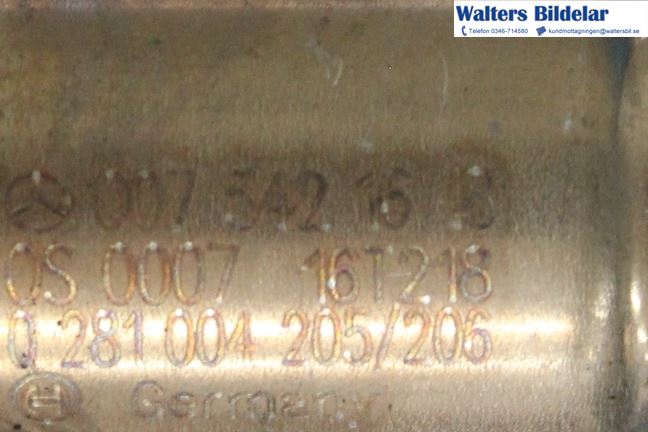 Walters Bildelar
Telefon 0346-714580 kundmottagningen@waltersbil.se
007 542 16 18
0S 0007 16T218
0 281 004 205/206
Germany